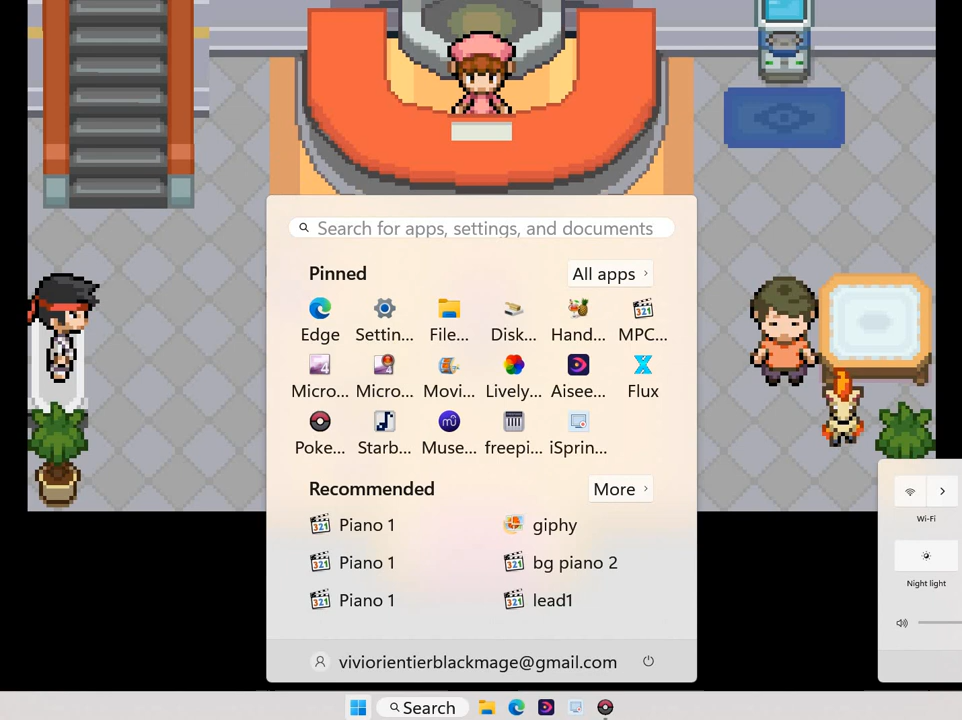 Search for apps, settings, and documents
Pinned
All apps
Edge
Settin...
File...
Disk...
Hand...
MPC...
Micro...
Micro...
Movi...
Lively...
Aisee...
Flux
Poke...
Starb...
Muse...
freepi...
iSprin...
Recommended
More
Piano 1
giphy
Piano 1
bg piano 2
Piano 1
lead1
viviorientierblackmage@gmail.com
Wi-Fi
Night light
Search